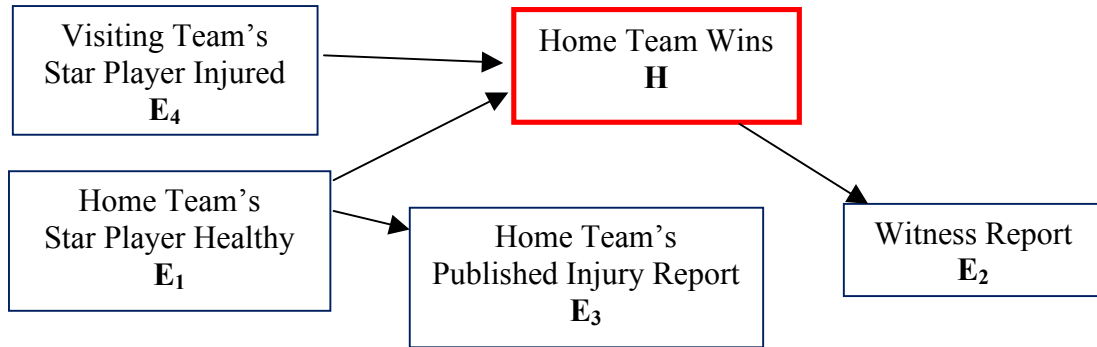 Visiting Team’s
Star Player Injured
E₄
Home Team Wins
H
Home Team’s
Star Player Healthy
E₁
Home Team’s
Published Injury Report
E₃
Witness Report
E₂